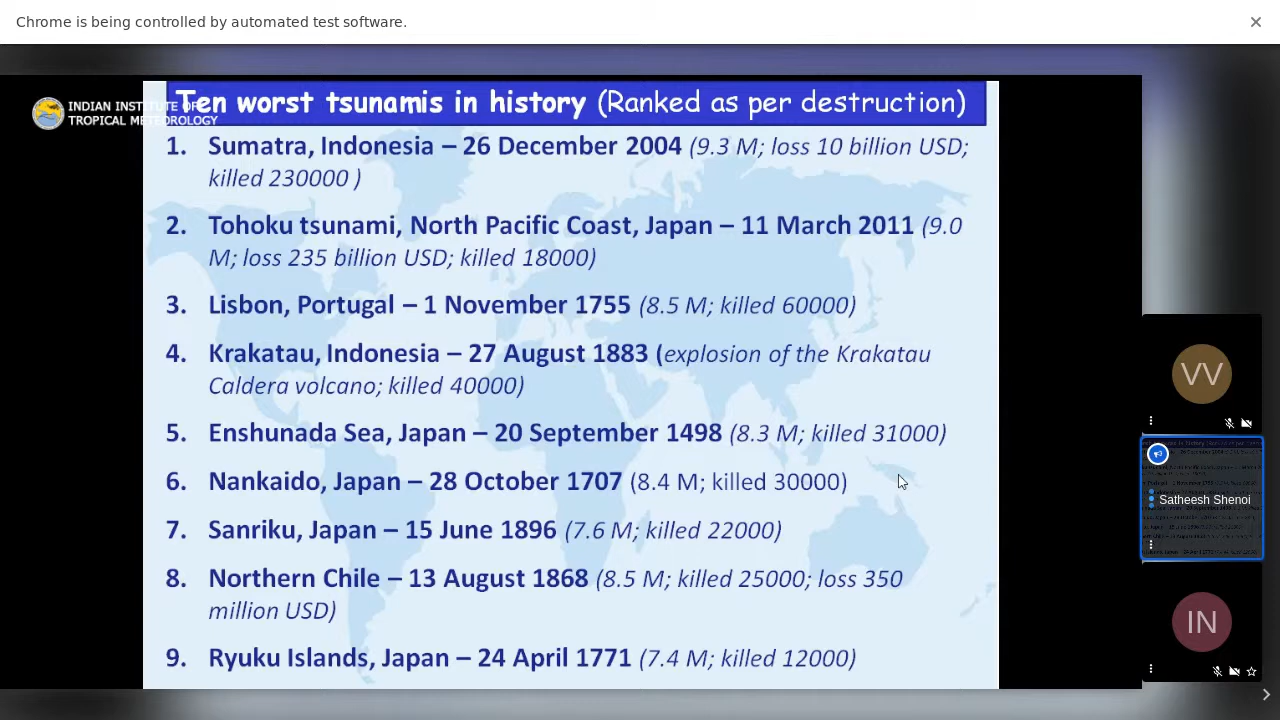 Chrome is being controlled by automated test software.
INDIAN INSTITUTE OF
TROPICAL METEOROLOGY
Ten worst tsunamis in history (Ranked as per destruction)
1. Sumatra, Indonesia – 26 December 2004 (9.3 M; loss 10 billion USD;
killed 230000 )
2. Tohoku tsunami, North Pacific Coast, Japan – 11 March 2011 (9.0
M; loss 235 billion USD; killed 18000)
3. Lisbon, Portugal – 1 November 1755 (8.5 M; killed 60000)
4. Krakatau, Indonesia – 27 August 1883 (explosion of the Krakatau
Caldera volcano; killed 40000)
5. Enshunada Sea, Japan – 20 September 1498 (8.3 M; killed 31000)
6. Nankaido, Japan – 28 October 1707 (8.4 M; killed 30000)
7. Sanriku, Japan – 15 June 1896 (7.6 M; killed 22000)
8. Northern Chile – 13 August 1868 (8.5 M; killed 25000; loss 350
million USD)
9. Ryuku Islands, Japan – 24 April 1771 (7.4 M; killed 12000)
VV
Satheesh Shenoi
IN